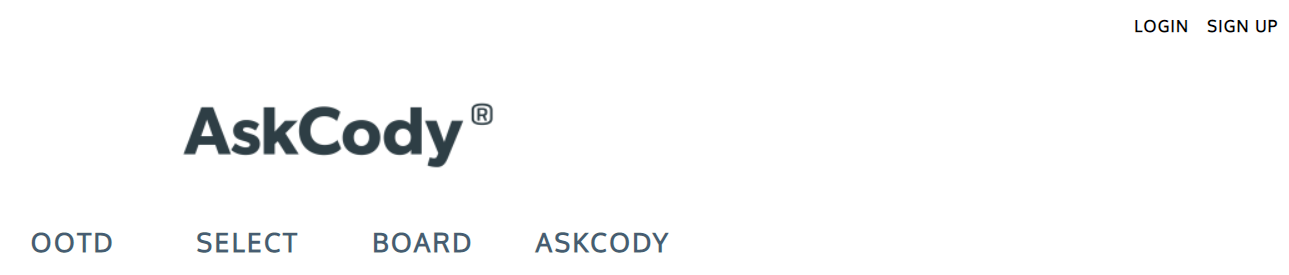 LOGIN SIGN UP
AskCody®
OOTD SELECT BOARD ASKCODY